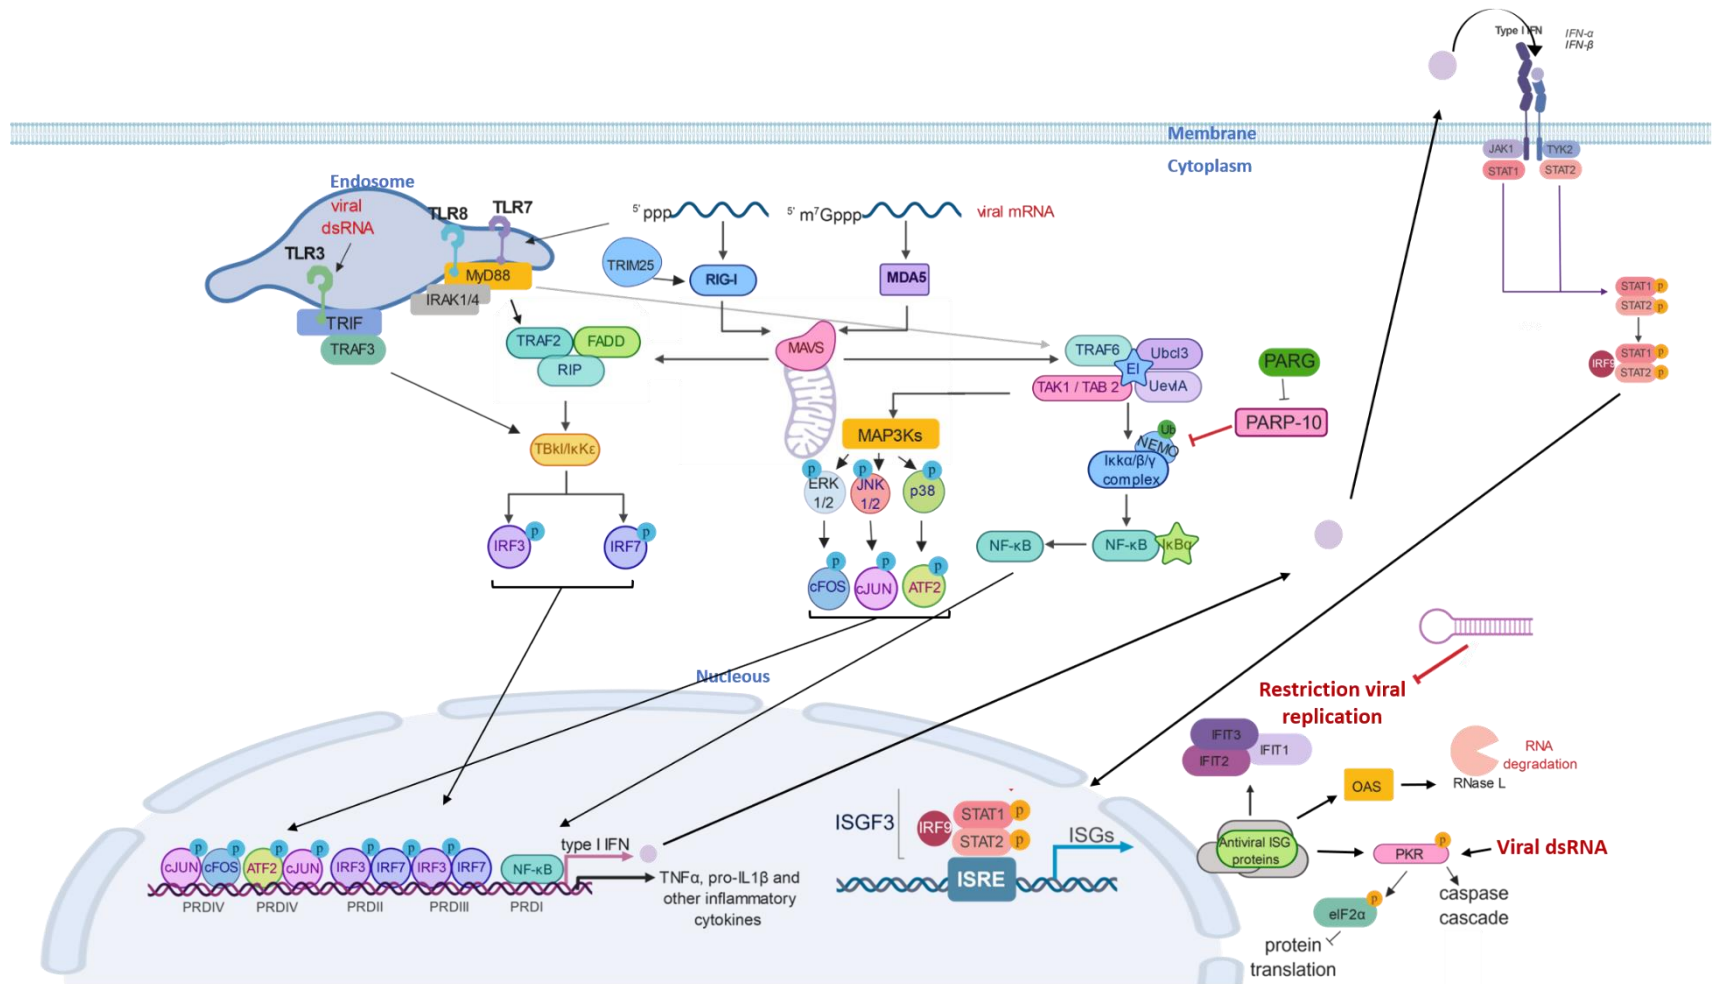 Type I IFN
IFN-α
IFN-β
Membrane
Cytoplasm
JAK1
TYK2
STAT1
STAT2
Endosome
viral
dsRNA
TLR8
TLR7
TLR3
5' ppp
5' m7Gppp
viral mRNA
TRIM25
RIG-I
MDA5
MyD88
IRAK1/4
TRIF
TRAF3
TRAF2
FADD
RIP
MAVS
TRAF6
Ubcl3
EI
TAK1 / TAB 2
UevlA
PARG
PARP-10
STAT1 p
STAT2 p
IRF9
STAT1 p
STAT2 p
MAP3Ks
TBkI/IκKε
Ub
NEMO
Iκkα/β/γ
complex
p
ERK
1/2
p
JNK
1/2
p
p38
IRF3 p
IRF7 p
NF-κB
NF-κB
IκBα
p
cFOS
p
cJUN
p
ATF2
Nucleous
Restriction viral
replication
IFIT3
IFIT1
IFIT2
RNA
degradation
RNase L
OAS
Antiviral ISG
proteins
p
PKR
Viral dsRNA
caspase
cascade
p
eIF2α
protein
translation
ISGF3
IRF9
STAT1 p
STAT2 p
ISRE
ISGs
p p p p p p p
cJUN cFOS ATF2 cJUN IRF3 IRF7 IRF3 IRF7 NF-κB
type I IFN
PRDIV PRDIV PRDII PRDIII PRDI
TNFα, pro-IL1β and
other inflammatory
cytokines